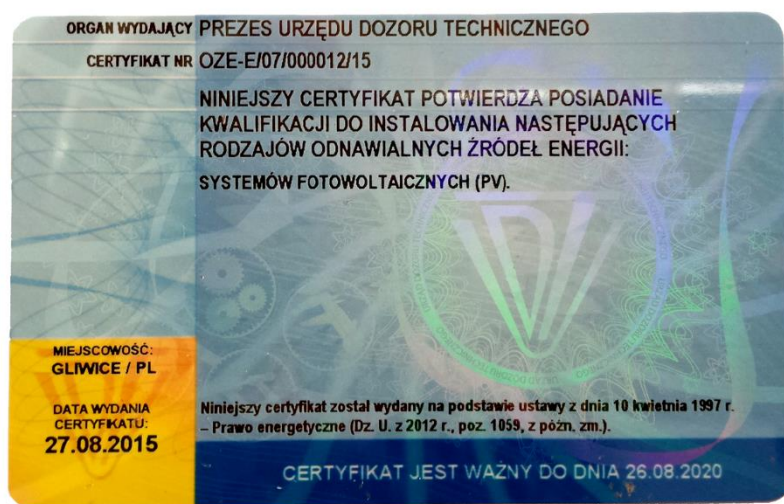 ORGAN WYDAJĄCY PREZES URZĘDU DOZORU TECHNICZNEGO
CERTYFIKAT NR OZE-E/07/000012/15
NINIEJSZY CERTYFIKAT POTWIERDZA POSIADANIE
KWALIFIKACJI DO INSTALOWANIA NASTĘPUJĄCYCH
RODZAJÓW ODNAWIALNYCH ŹRÓDEŁ ENERGII:
SYSTEMÓW FOTOWOLTAICZNYCH (PV).
MIEJSCOWOŚĆ:
GLIWICE / PL
DATA WYDANIA
CERTYFIKATU:
27.08.2015
Niniejszy certyfikat został wydany na podstawie ustawy z dnia 10 kwietnia 1997 r.
– Prawo energetyczne (Dz. U. z 2012 r., poz. 1059, z późn. zm.).
CERTYFIKAT JEST WAŻNY DO DNIA 26.08.2020